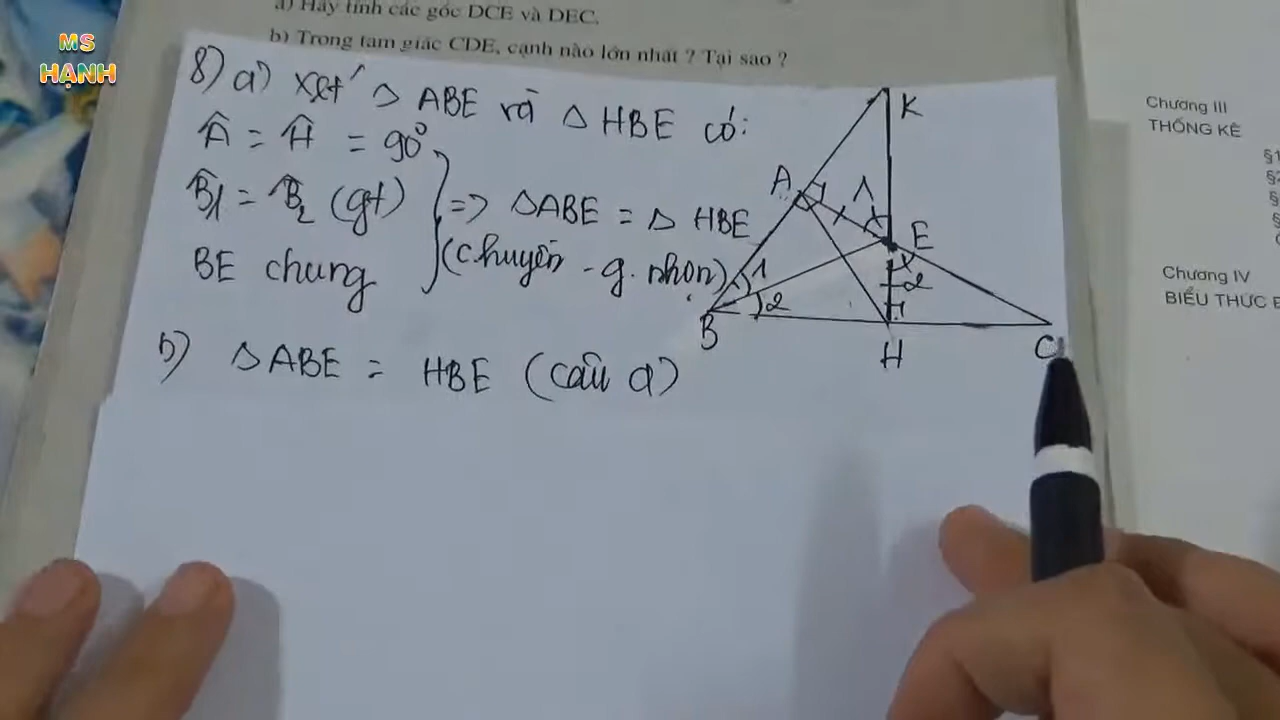 MS
HẠNH
a) Hãy tính các góc DCE và DEC.
b) Trong tam giác CDE, cạnh nào lớn nhất ? Tại sao ?
8) a) Xét △ ABE và △ HBE có:
Â = Ĥ = 90°
B̂1 = B̂2 (gt)
BE chung
=> △ABE = △ HBE
(c.huyền - g. nhọn)
b) △ABE = HBE (câu a)
K
A
1
E
1
2
2
B
H
C
Chương III
THỐNG KÊ
Chương IV
BIỂU THỨC